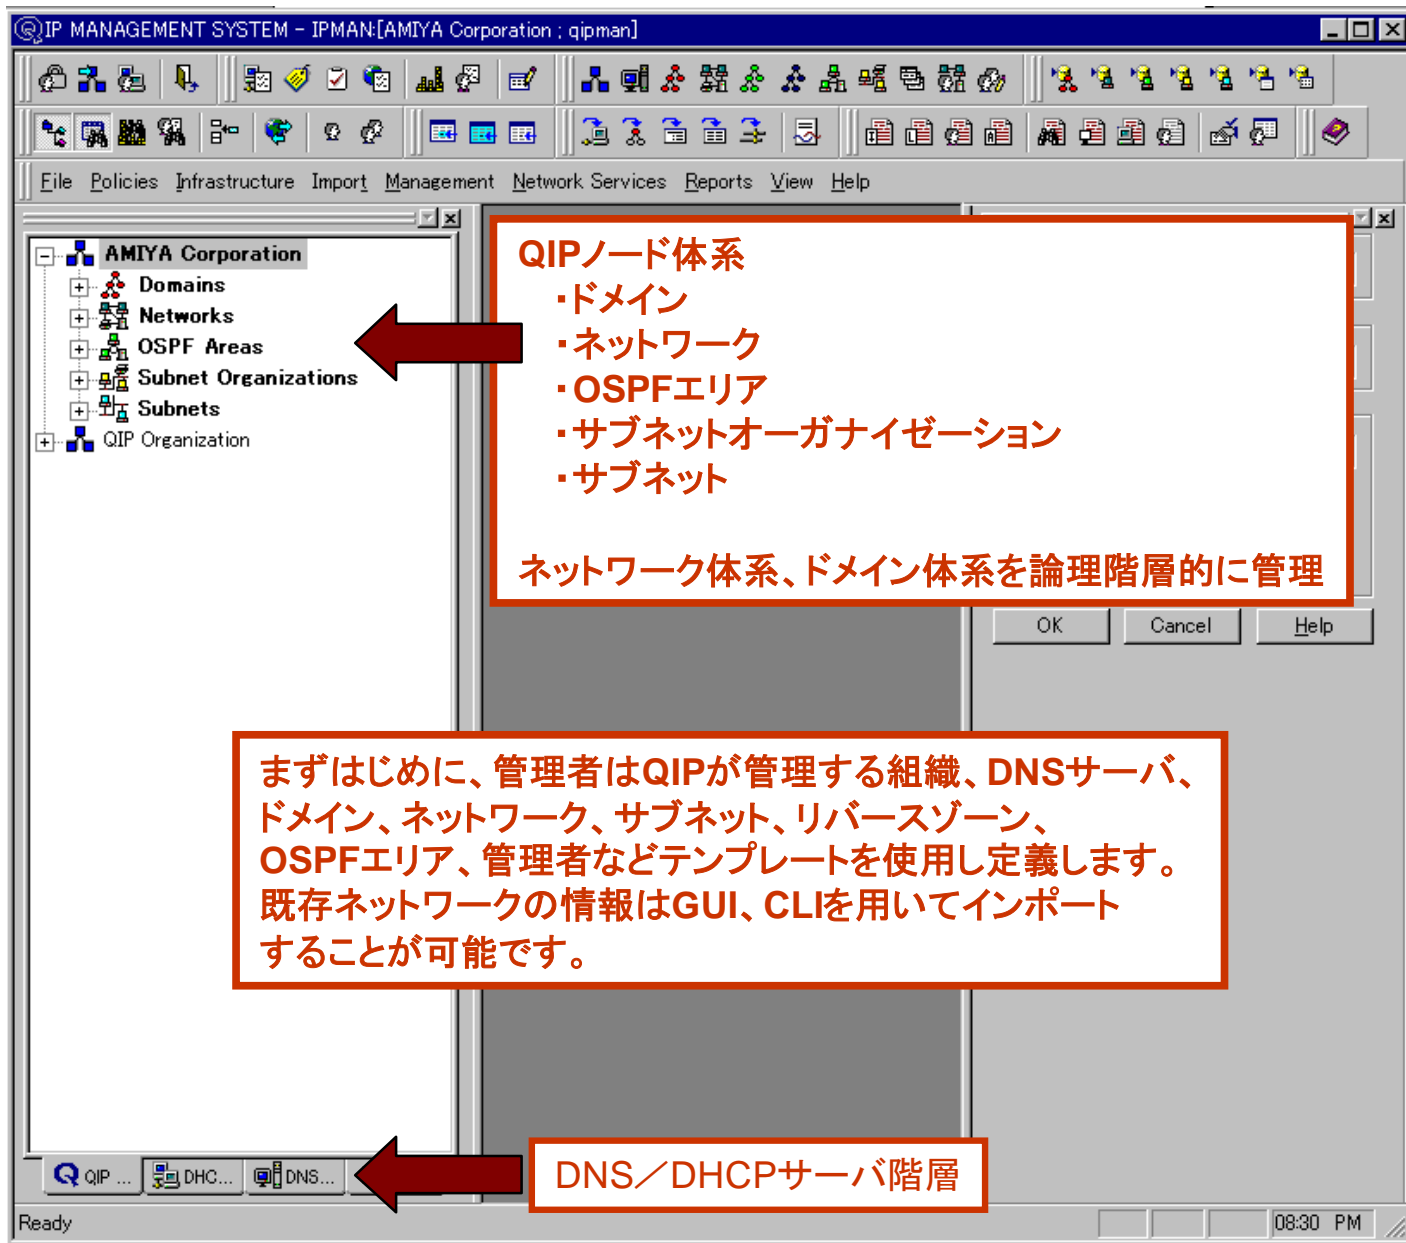 IP MANAGEMENT SYSTEM - IPMAN:[AMIYA Corporation ; qipman]
File Policies Infrastructure Import Management Network Services Reports View Help
AMIYA Corporation
Domains
Networks
OSPF Areas
Subnet Organizations
Subnets
QIP Organization
QIPノード体系
・ドメイン
・ネットワーク
・OSPFエリア
・サブネットオーガナイゼーション
・サブネット
ネットワーク体系、ドメイン体系を論理階層的に管理
OK Cancel Help
まずはじめに、管理者はQIPが管理する組織、DNSサーバ、
ドメイン、ネットワーク、サブネット、リバースゾーン、
OSPFエリア、管理者などテンプレートを使用し定義します。
既存ネットワークの情報はGUI、CLIを用いてインポート
することが可能です。
QIP ... DHC... DNS...
DNS／DHCPサーバ階層
Ready 08:30 PM